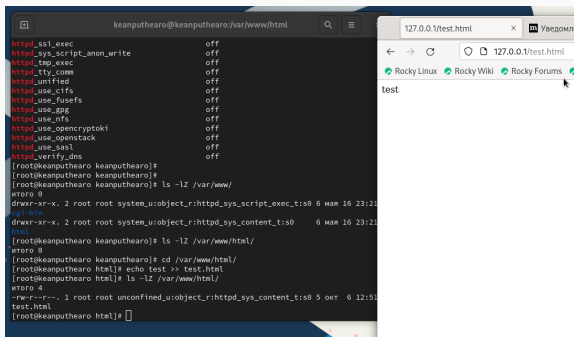 keanputhearo@keanputhearo:/var/www/html
httpd_ssi_exec off
httpd_sys_script_anon_write off
httpd_tmp_exec off
httpd_tty_comm off
httpd_unified off
httpd_use_cifs off
httpd_use_fusefs off
httpd_use_gpg off
httpd_use_nfs off
httpd_use_opencryptoki off
httpd_use_openstack off
httpd_use_sasl off
httpd_verify_dns off
[root@keanputhearo keanputhearo]#
[root@keanputhearo keanputhearo]#
[root@keanputhearo keanputhearo]# ls -lZ /var/www/
итого 0
drwxr-xr-x. 2 root root system_u:object_r:httpd_sys_script_exec_t:s0 6 мая 16 23:21
cgi-bin
drwxr-xr-x. 2 root root system_u:object_r:httpd_sys_content_t:s0 6 мая 16 23:21
html
[root@keanputhearo keanputhearo]# ls -lZ /var/www/html/
итого 0
[root@keanputhearo keanputhearo]# cd /var/www/html/
[root@keanputhearo html]# echo test >> test.html
[root@keanputhearo html]# ls -lZ /var/www/html/
итого 4
-rw-r--r--. 1 root root unconfined_u:object_r:httpd_sys_content_t:s0 5 окт 6 12:51
test.html
[root@keanputhearo html]#
127.0.0.1/test.html × Уведомл
127.0.0.1/test.html
Rocky Linux Rocky Wiki Rocky Forums
test